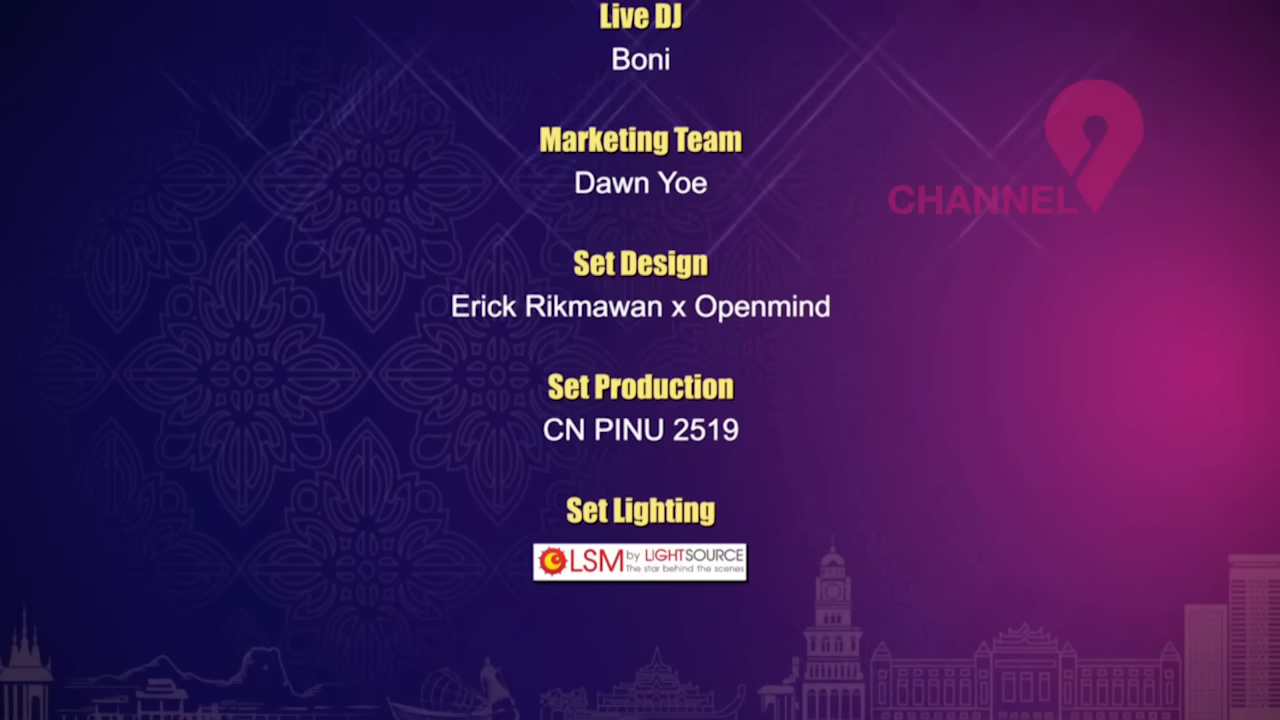 Live DJ
Boni
Marketing Team
Dawn Yoe
CHANNEL 9
Set Design
Erick Rikmawan x Openmind
Set Production
CN PINU 2519
Set Lighting
LSM by LIGHTSOURCE
The star behind the scenes